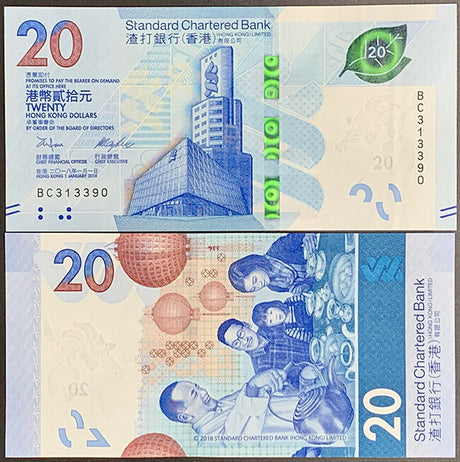 20
Standard Chartered Bank
渣打銀行(香港)
(HONG KONG) LIMITED
有限公司
憑票即付
PROMISES TO PAY THE BEARER ON DEMAND
AT ITS OFFICE HERE
港幣貳拾元
TWENTY
HONG KONG DOLLARS
承董事會命
BY ORDER OF THE BOARD OF DIRECTORS
財務總監
CHIEF FINANCIAL OFFICER
行政總裁
CHIEF EXECUTIVE
香港 二〇一八年一月一日
HONG KONG 1 JANUARY 2018
BC313390
20
BC313390
20
20
20
20
Standard Chartered Bank
(HONG KONG) LIMITED
渣打銀行(香港)
有限公司
© 2018 STANDARD CHARTERED BANK (HONG KONG) LIMITED